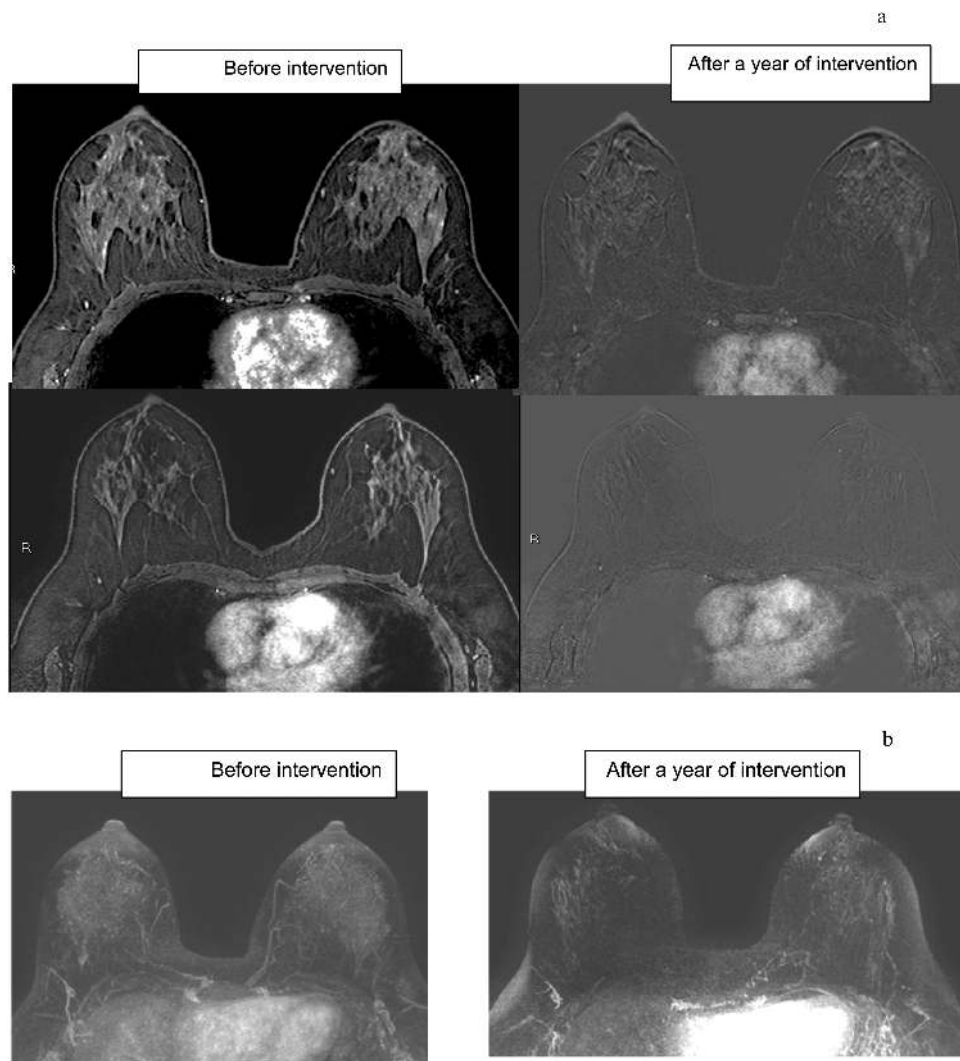 a
Before intervention
After a year of intervention
R
b
Before intervention
After a year of intervention